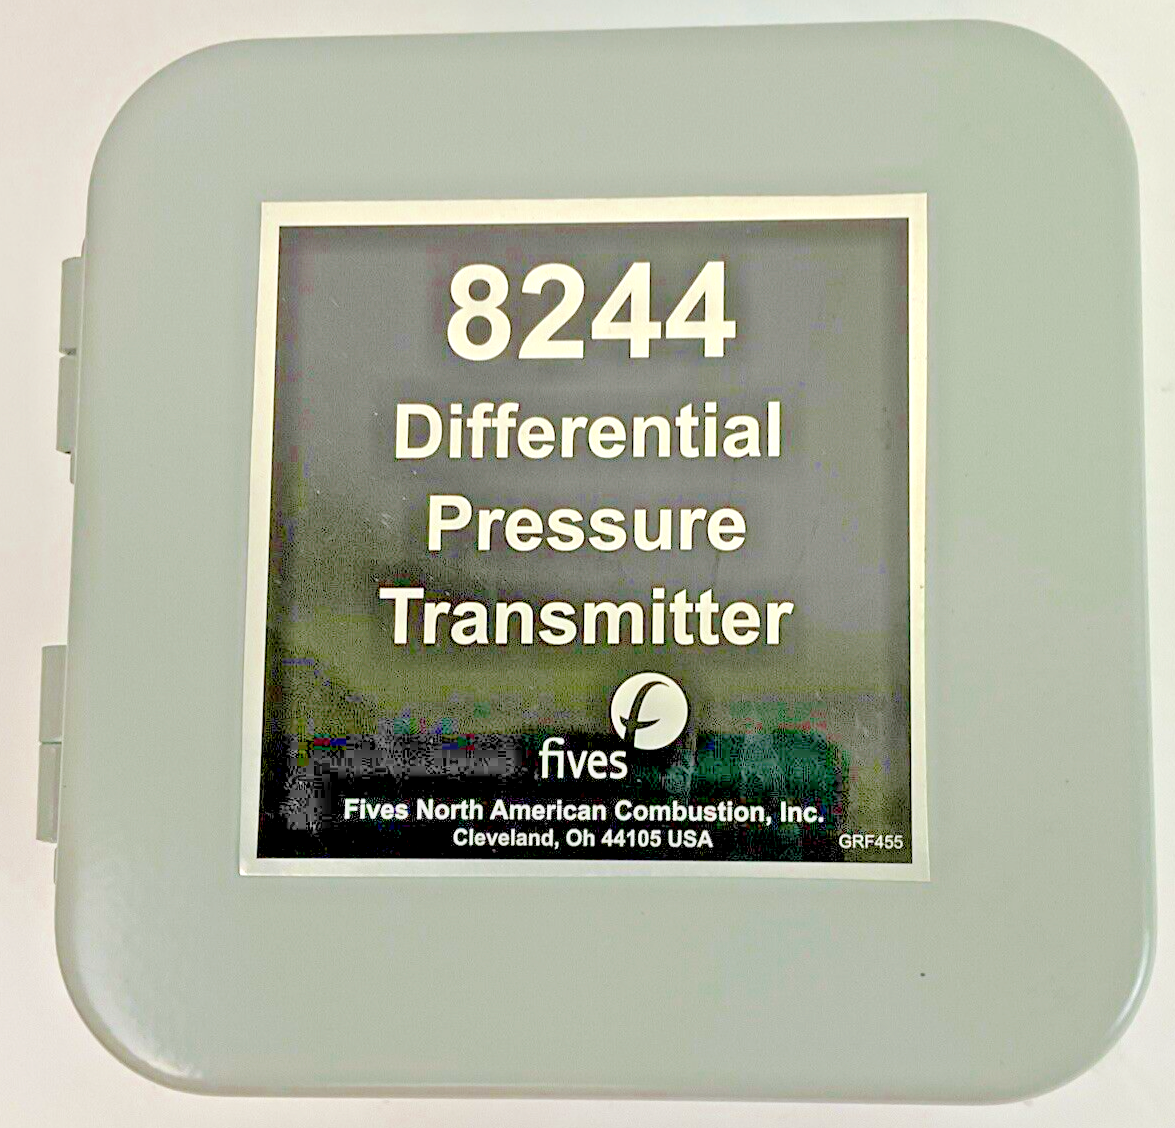 8244
Differential
Pressure
Transmitter
fives
Fives North American Combustion, Inc.
Cleveland, Oh 44105 USA
GRF455